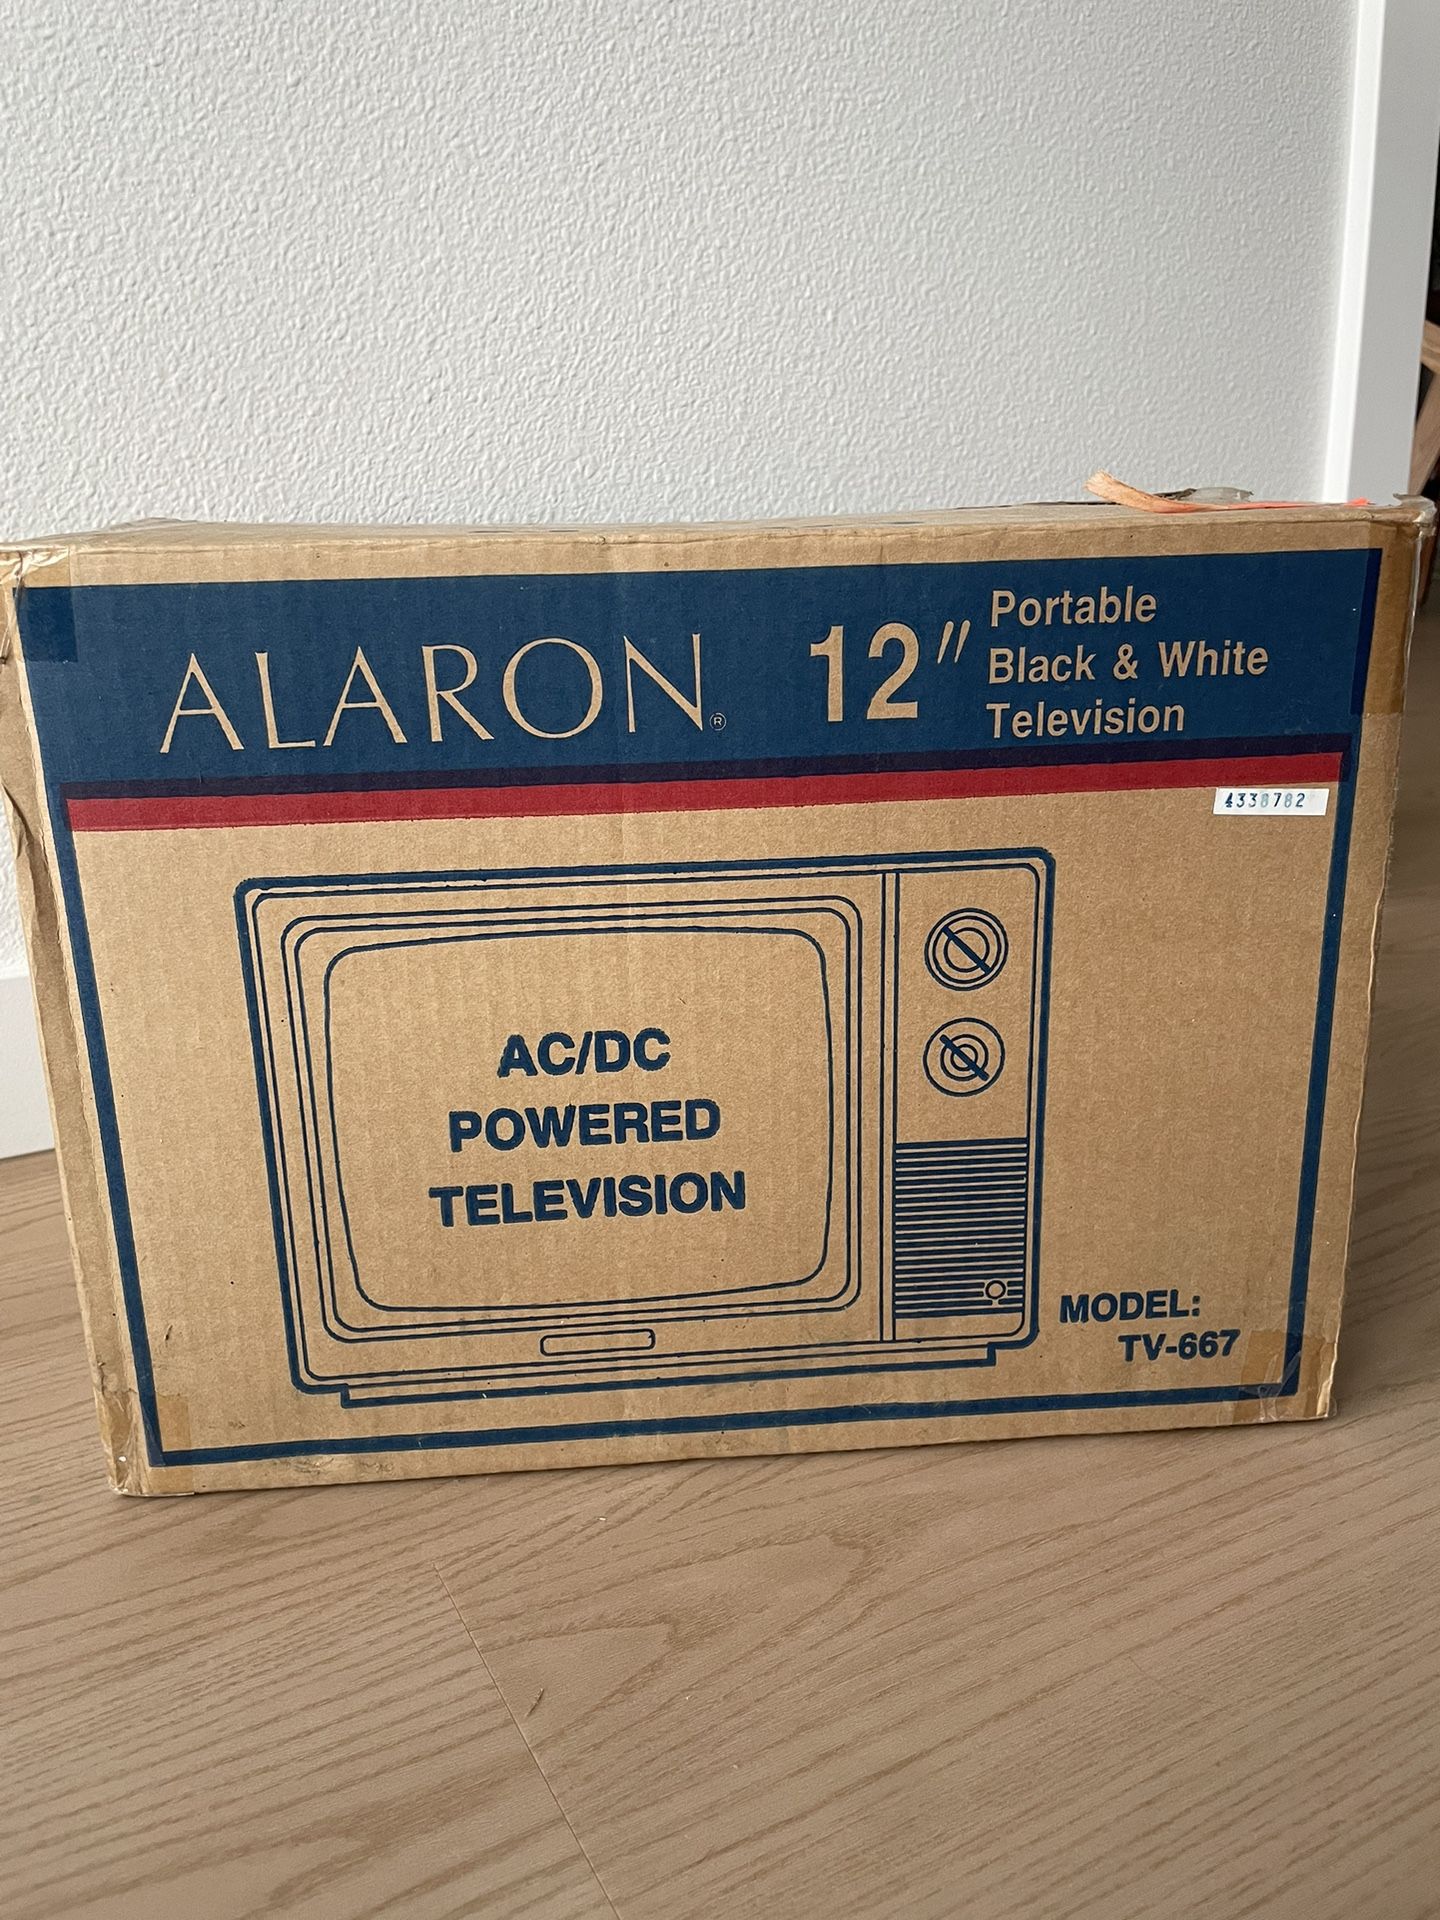 ALARON®
12"
Portable
Black & White
Television
4338782
AC/DC
POWERED
TELEVISION
MODEL:
TV-667